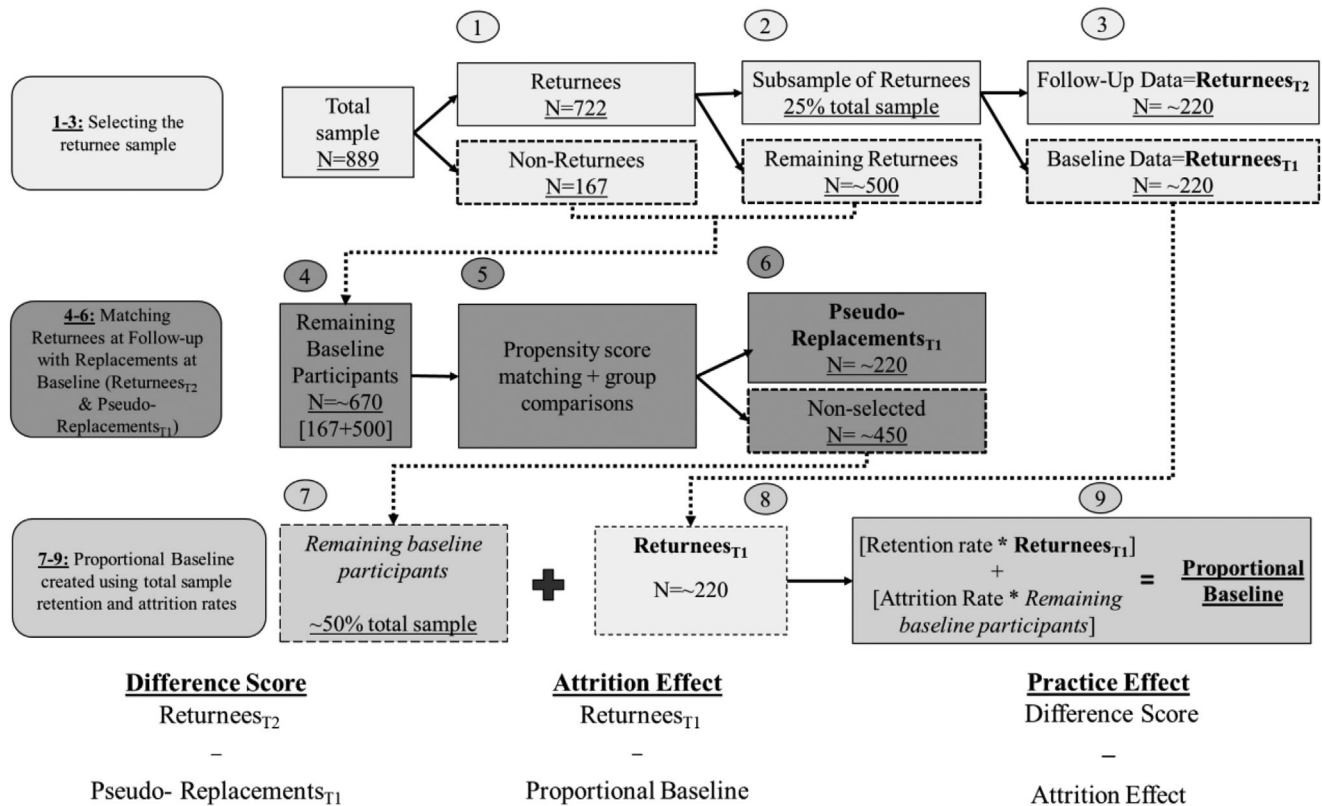 1
2
3
1-3: Selecting the
returnee sample
Total
sample
N=889
Returnees
N=722
Non-Returnees
N=167
Subsample of Returnees
25% total sample
Remaining Returnees
N=~500
Follow-Up Data=ReturneesT2
N= ~220
Baseline Data=ReturneesT1
N= ~220
4
5
6
4-6: Matching
Returnees at Follow-up
with Replacements at
Baseline (ReturneesT2
& Pseudo-
ReplacementsT1)
Remaining
Baseline
Participants
N=~670
[167+500]
Propensity score
matching + group
comparisons
Pseudo-
ReplacementsT1
N= ~220
Non-selected
N= ~450
7
8
9
7-9: Proportional Baseline
created using total sample
retention and attrition rates
Remaining baseline
participants
~50% total sample
ReturneesT1
N=~220
[Retention rate * ReturneesT1]
+
[Attrition Rate * Remaining
baseline participants]
= Proportional
Baseline
Difference Score
ReturneesT2
–
Pseudo- ReplacementsT1
Attrition Effect
ReturneesT1
–
Proportional Baseline
Practice Effect
Difference Score
–
Attrition Effect